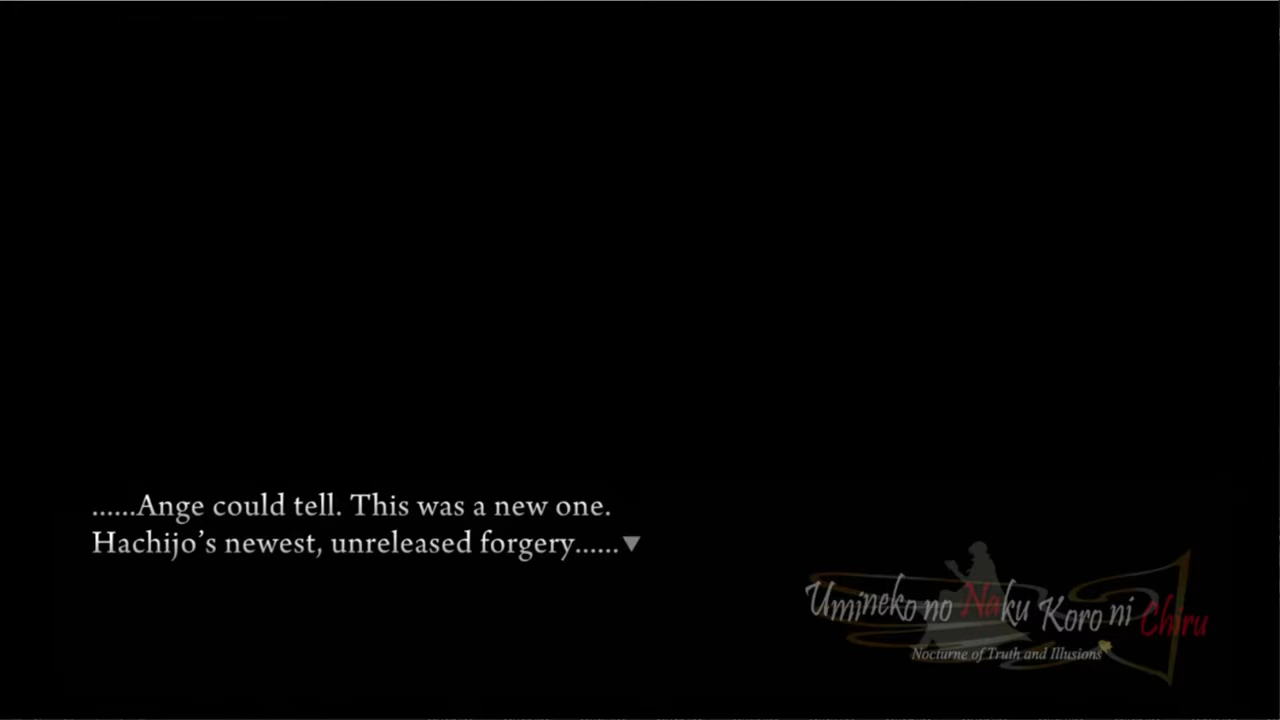 ......Ange could tell. This was a new one.
Hachijo’s newest, unreleased forgery......
Umineko no Naku Koro ni Chiru
Nocturne of Truth and Illusions